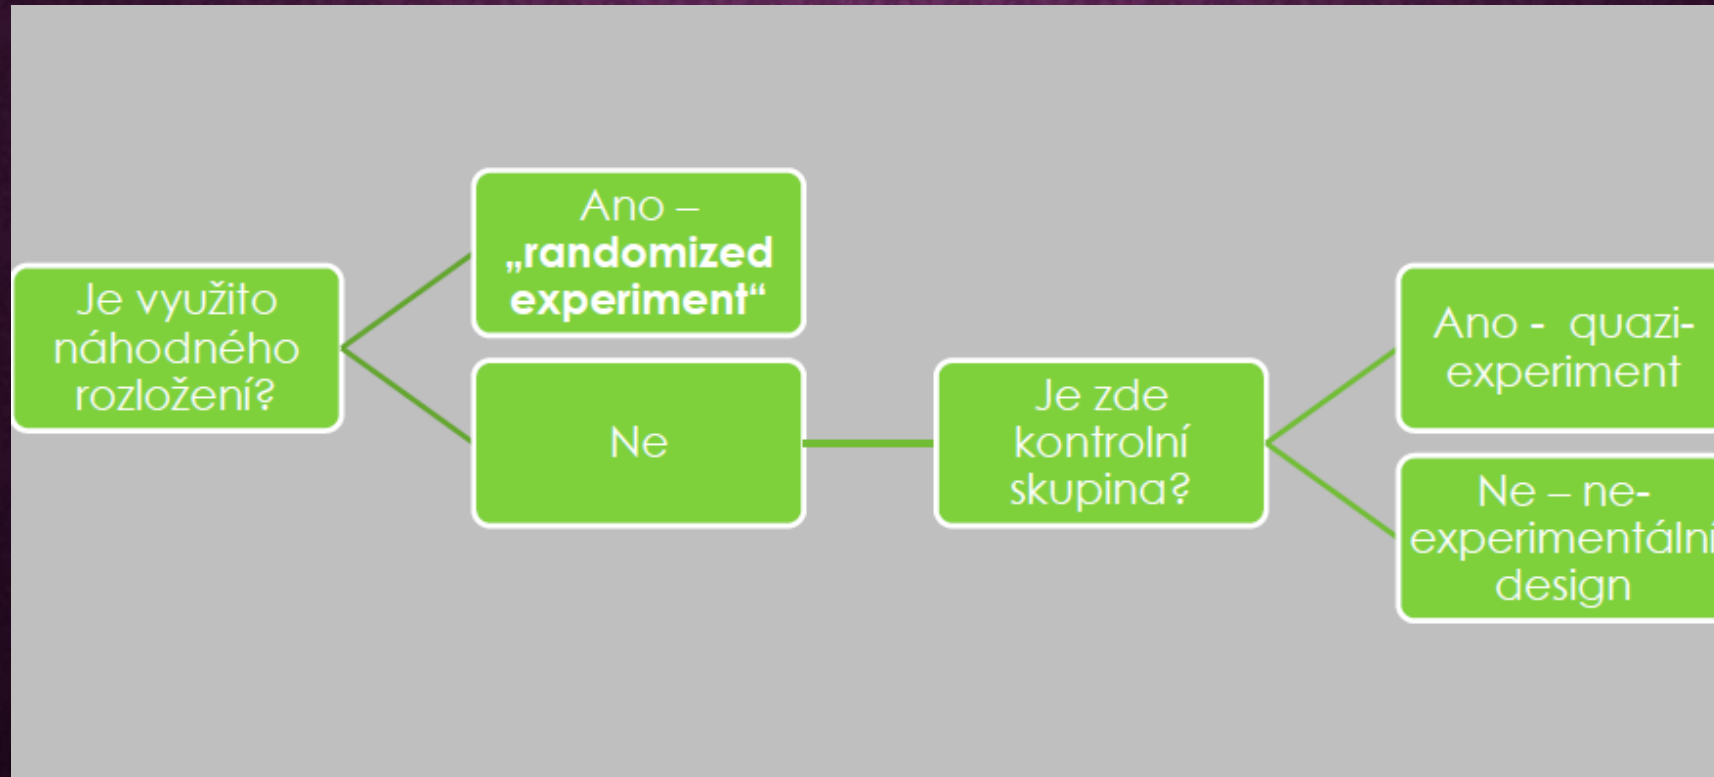 Je využito
náhodného
rozložení?
Ano –
„randomized
experiment“
Ne
Je zde
kontrolní
skupina?
Ano - quazi-
experiment
Ne – ne-
experimentální
design